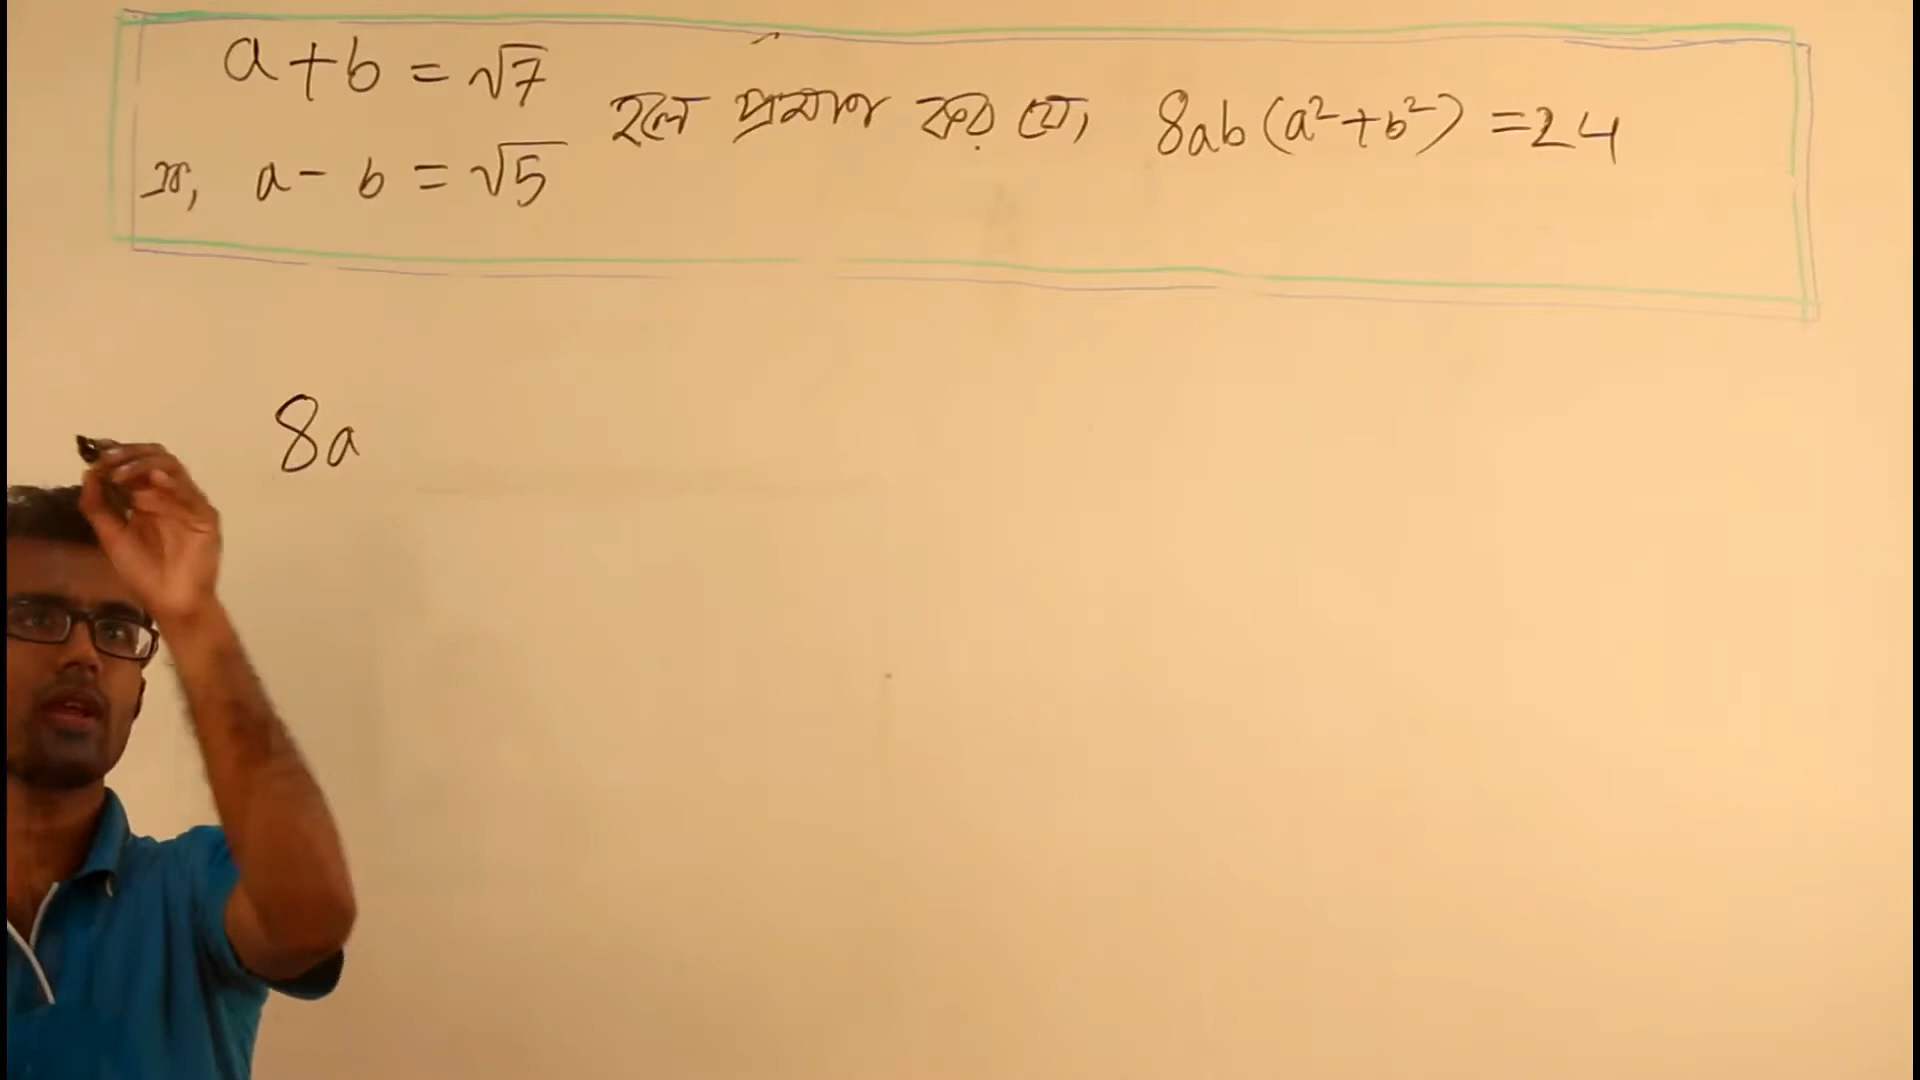 a+b = √7
হলে প্রমাণ কর যে, 8ab(a²+b²) = 24
a - b = √5
8a